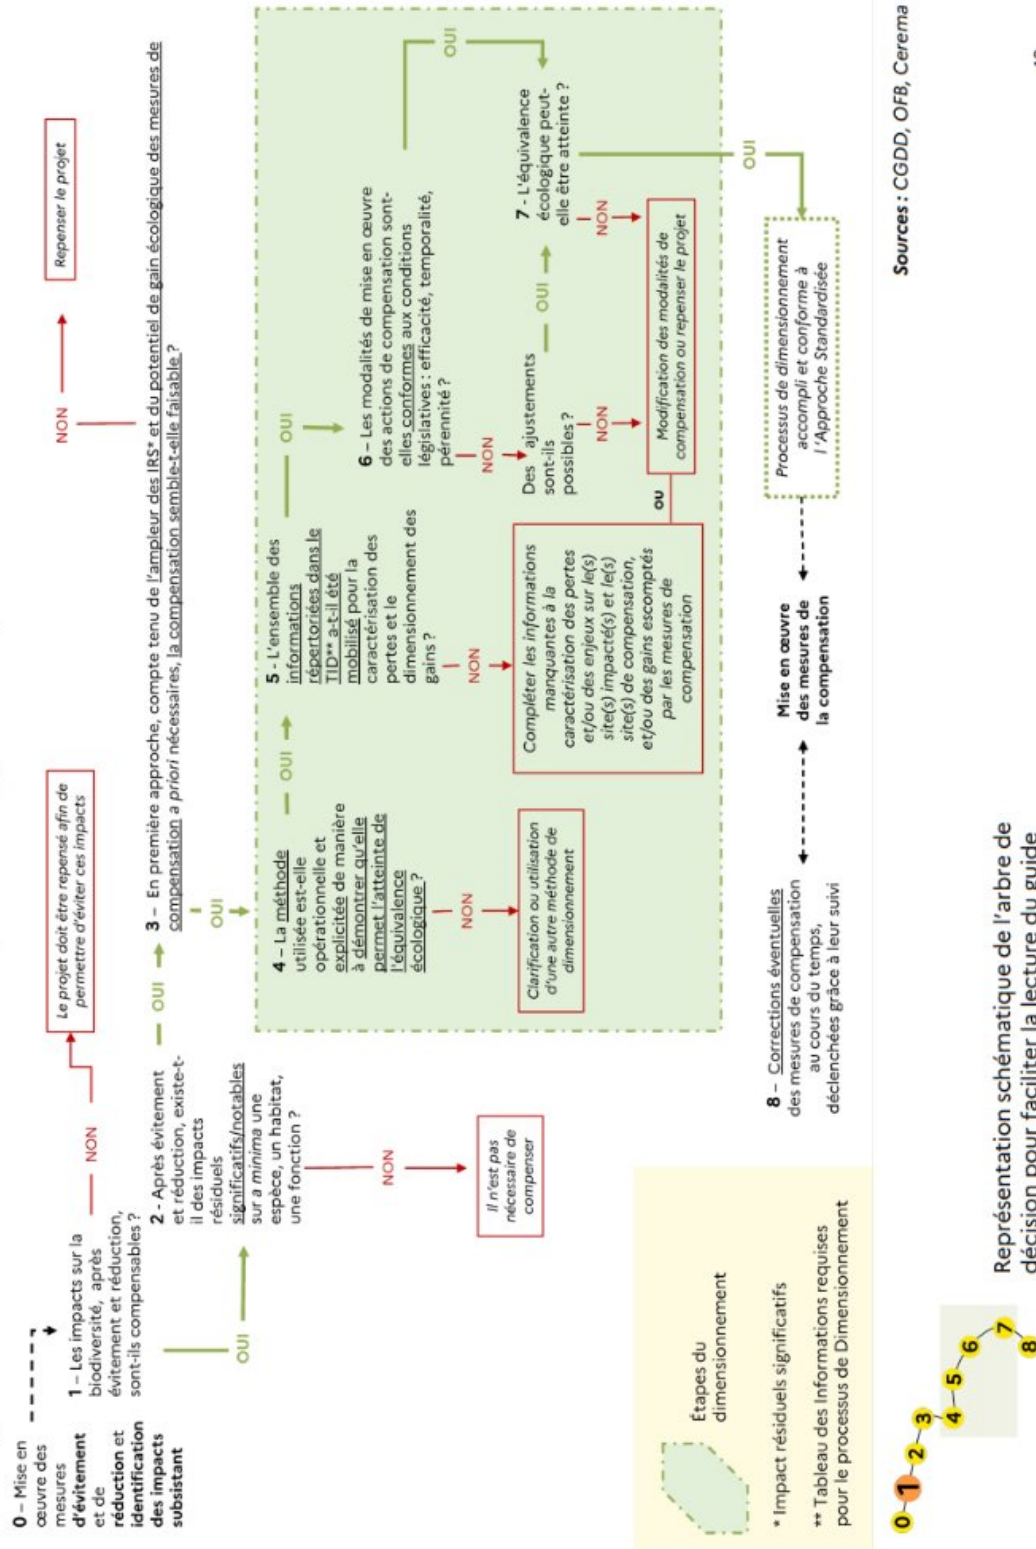 0 – Mise en
œuvre des
mesures
d'évitement
et de
réduction et
identification
des impacts
subsistant
1 – Les impacts sur la
biodiversité, après
évitement et réduction,
sont-ils compensables ?
NON
Le projet doit être repensé afin de
permettre d'éviter ces impacts
OUI
2 - Après évitement
et réduction, existe-t-
il des impacts
résiduels
significatifs/notables
sur a minima une
espèce, un habitat,
une fonction ?
NON
Il n'est pas
nécessaire de
compenser
OUI
3 – En première approche, compte tenu de l'ampleur des IRS* et du potentiel de gain écologique des mesures de
compensation a priori nécessaires, la compensation semble-t-elle faisable ?
NON
Repenser le projet
OUI
4 - La méthode
utilisée est-elle
opérationnelle et
explicitée de manière
à démontrer qu'elle
permet l'atteinte de
l'équivalence
écologique ?
NON
Clarification ou utilisation
d'une autre méthode de
dimensionnement
OUI
5 - L'ensemble des
informations
répertoriées dans le
TID** a-t-il été
mobilisé pour la
caractérisation des
pertes et le
dimensionnement des
gains ?
NON
Compléter les informations
manquantes à la
caractérisation des pertes
et/ou des enjeux sur le(s)
site(s) impacté(s) et le(s)
site(s) de compensation,
et/ou des gains escomptés
par les mesures de
compensation
OUI
6 – Les modalités de mise en œuvre
des actions de compensation sont-
elles conformes aux conditions
législatives : efficacité, temporalité,
pérennité ?
NON
Des ajustements
sont-ils
possibles ?
NON
OUI
OUI
7 - L'équivalence
écologique peut-
elle être atteinte ?
NON
ou
Modification des modalités de
compensation ou repenser le projet
OUI
Processus de dimensionnement
accompli et conforme à
l'Approche Standardisée
Mise en œuvre
des mesures de
la compensation
8 – Corrections éventuelles
des mesures de compensation
au cours du temps,
déclenchées grâce à leur suivi
Étapes du
dimensionnement
* Impact résiduels significatifs
** Tableau des Informations requises
pour le processus de Dimensionnement
Sources : CGDD, OFB, Cerema
0
1
2
3
4
5
6
7
8
Représentation schématique de l'arbre de
décision pour faciliter la lecture du guide